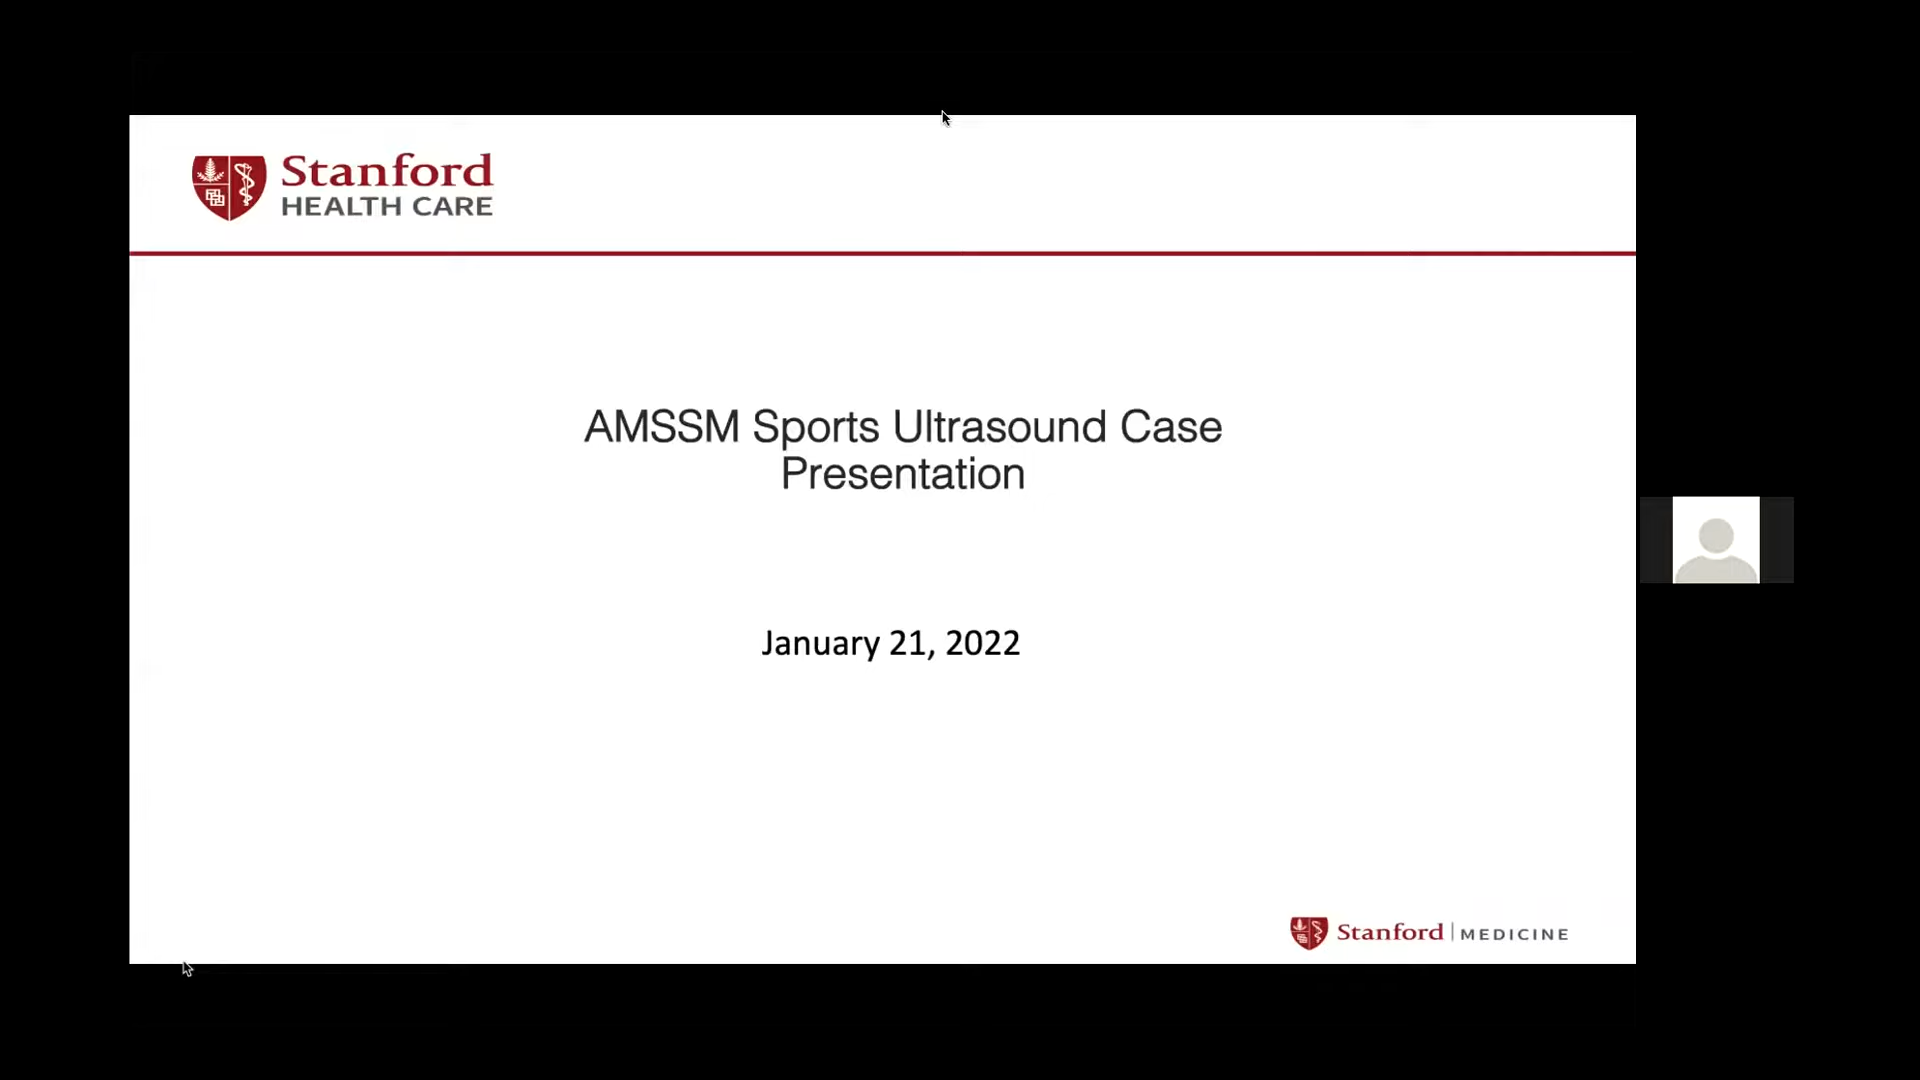 Stanford
HEALTH CARE
AMSSM Sports Ultrasound Case
Presentation
January 21, 2022
Stanford MEDICINE